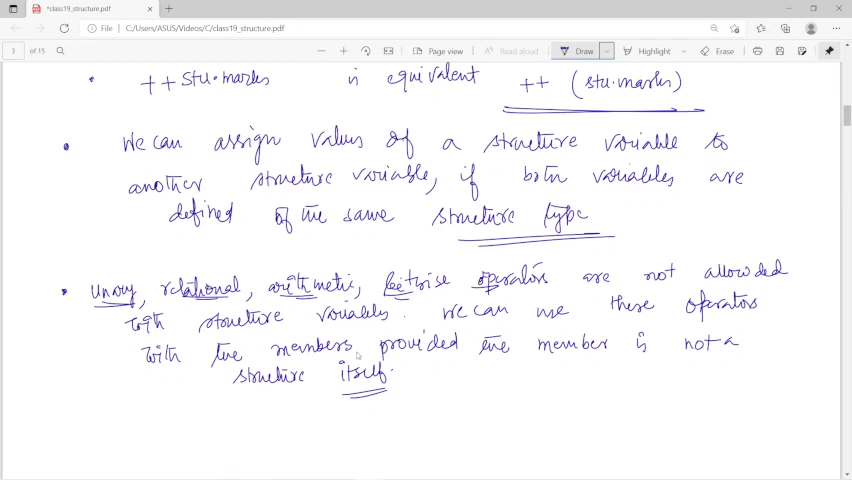 *class19_structure.pdf
File
C:/Users/ASUS/Videos/C/class19_structure.pdf
3 of 15
Page view
Read aloud
Draw
Highlight
Erase
++ stu.marks is equivalent ++ (stu.marks)
We can assign values of a structure variable to
another structure variable, if both variables are
defined of the same structure type
unary, relational, arithmetic, bitwise operators are not allowded
with structure variables. We can use these operators
with the members provided the member is not a
structure itself.